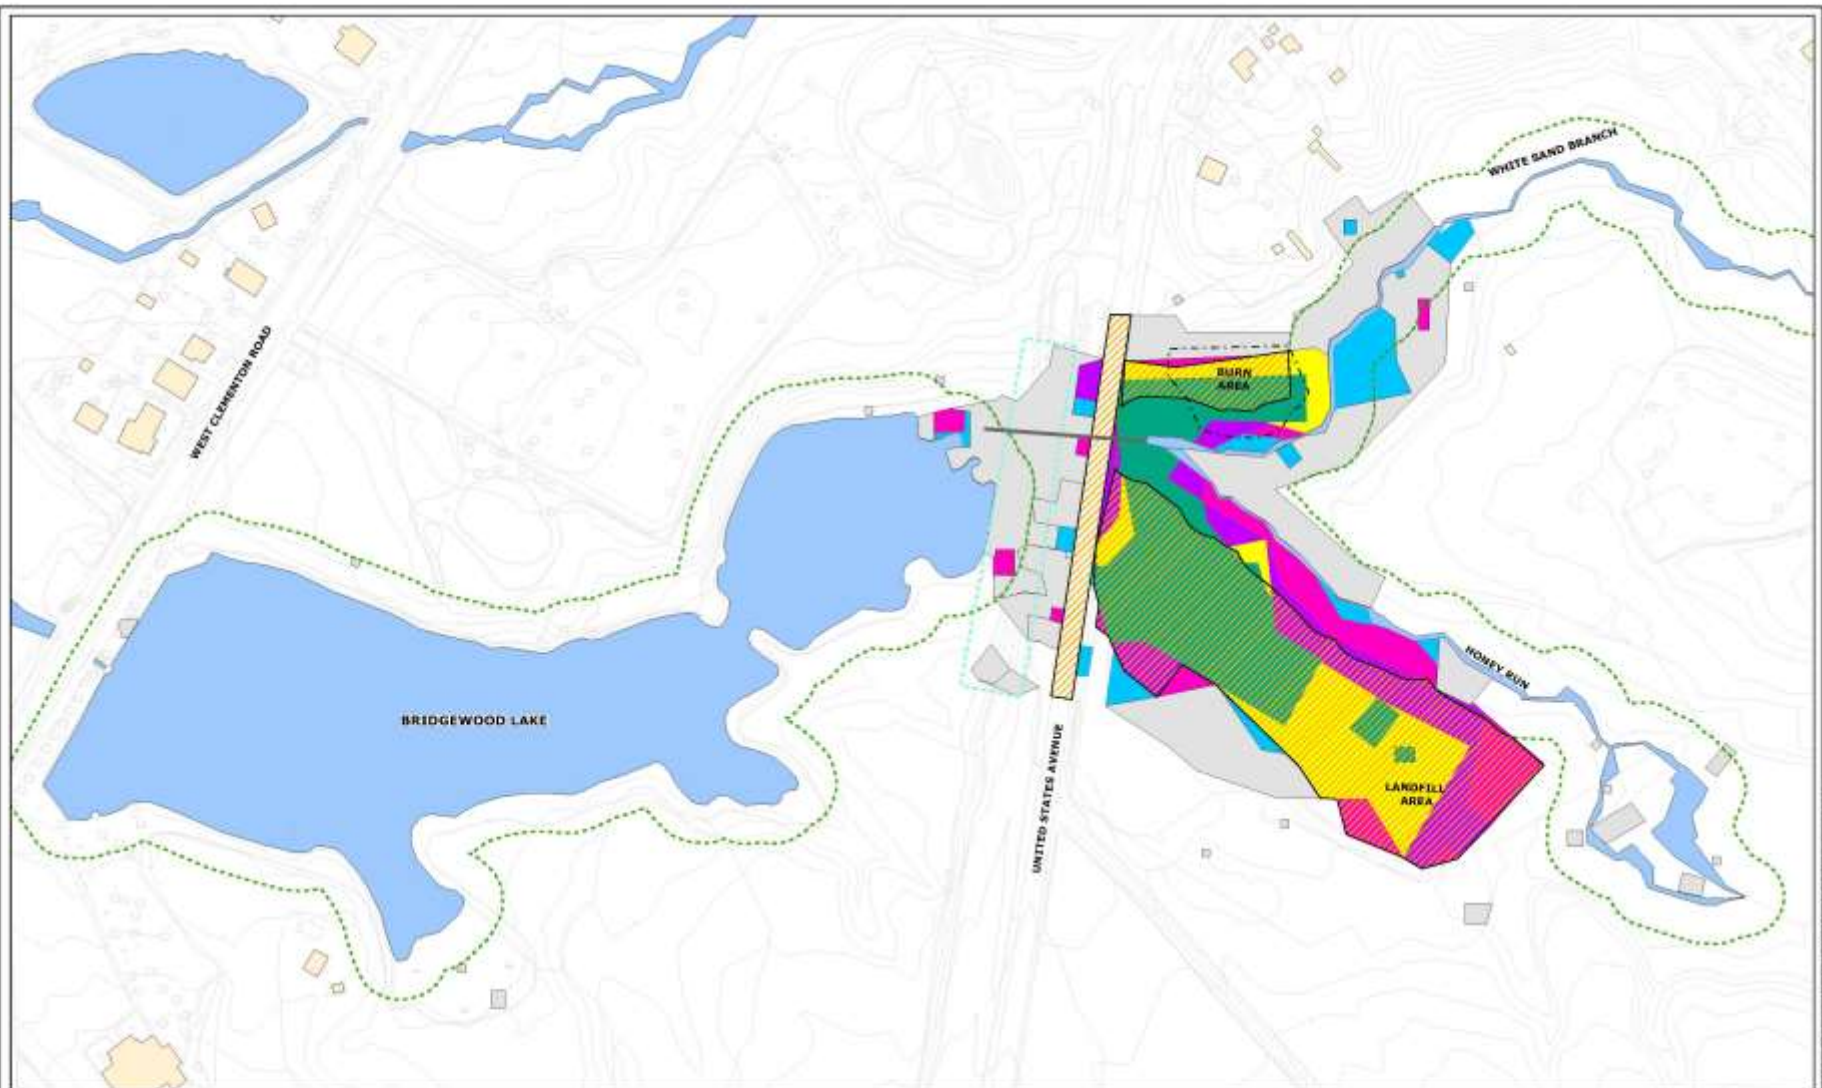 WHITE SAND BRANCH
WEST CLEMENTON ROAD
BURN
AREA
HONEY RUN
BRIDGEWOOD LAKE
UNITED STATES AVENUE
LANDFILL
AREA